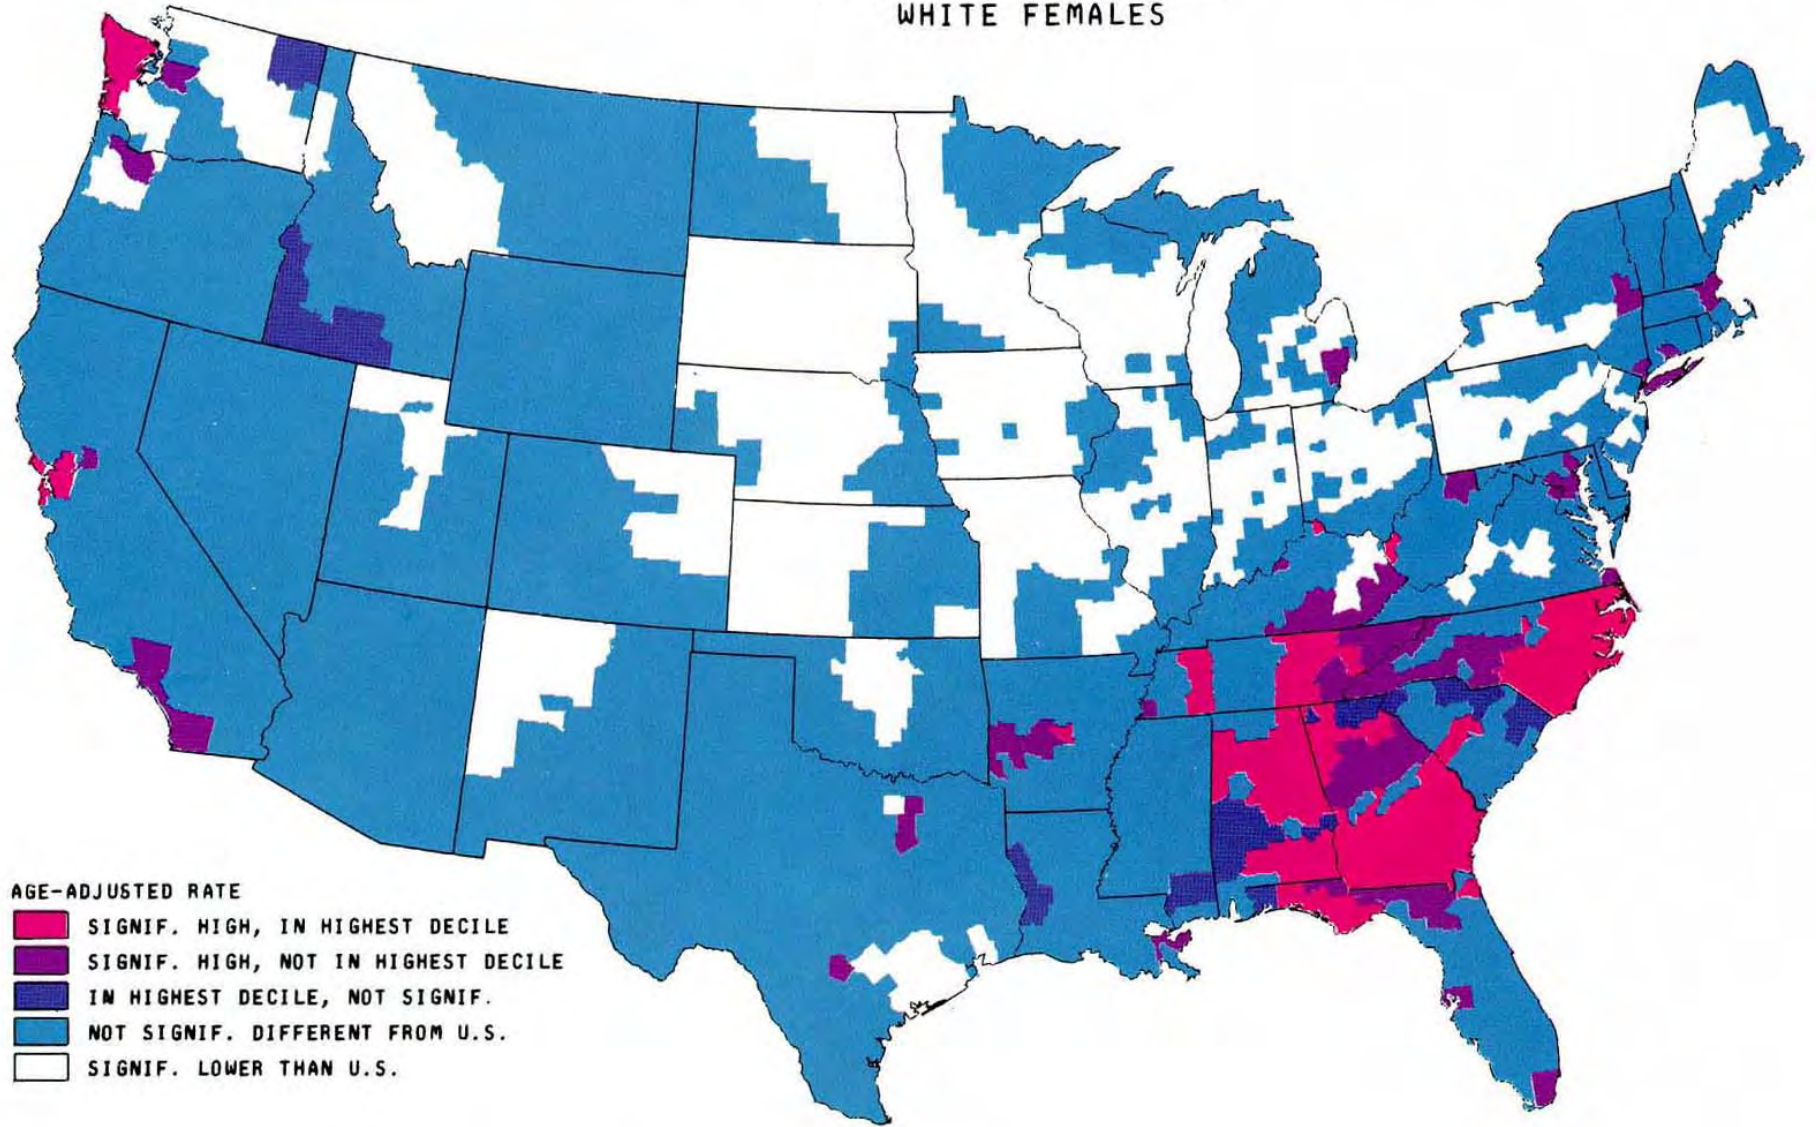 WHITE FEMALES
AGE-ADJUSTED RATE
SIGNIF. HIGH, IN HIGHEST DECILE
SIGNIF. HIGH, NOT IN HIGHEST DECILE
IN HIGHEST DECILE, NOT SIGNIF.
NOT SIGNIF. DIFFERENT FROM U.S.
SIGNIF. LOWER THAN U.S.